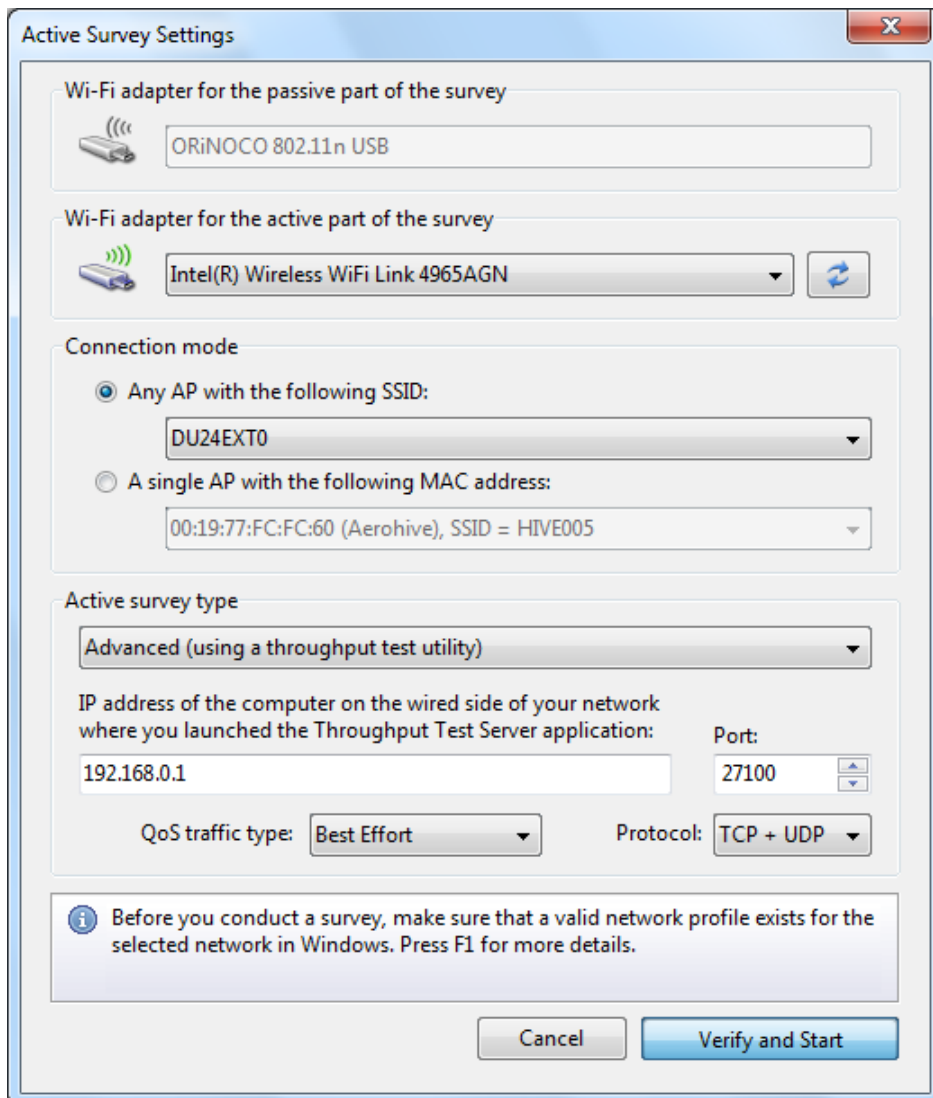 Active Survey Settings
Wi-Fi adapter for the passive part of the survey
ORiNOCO 802.11n USB
Wi-Fi adapter for the active part of the survey
Intel(R) Wireless WiFi Link 4965AGN
Connection mode
Any AP with the following SSID:
DU24EXT0
A single AP with the following MAC address:
00:19:77:FC:FC:60 (Aerohive), SSID = HIVE005
Active survey type
Advanced (using a throughput test utility)
IP address of the computer on the wired side of your network
where you launched the Throughput Test Server application:
Port:
192.168.0.1
27100
QoS traffic type: Best Effort
Protocol: TCP + UDP
Before you conduct a survey, make sure that a valid network profile exists for the
selected network in Windows. Press F1 for more details.
Cancel
Verify and Start